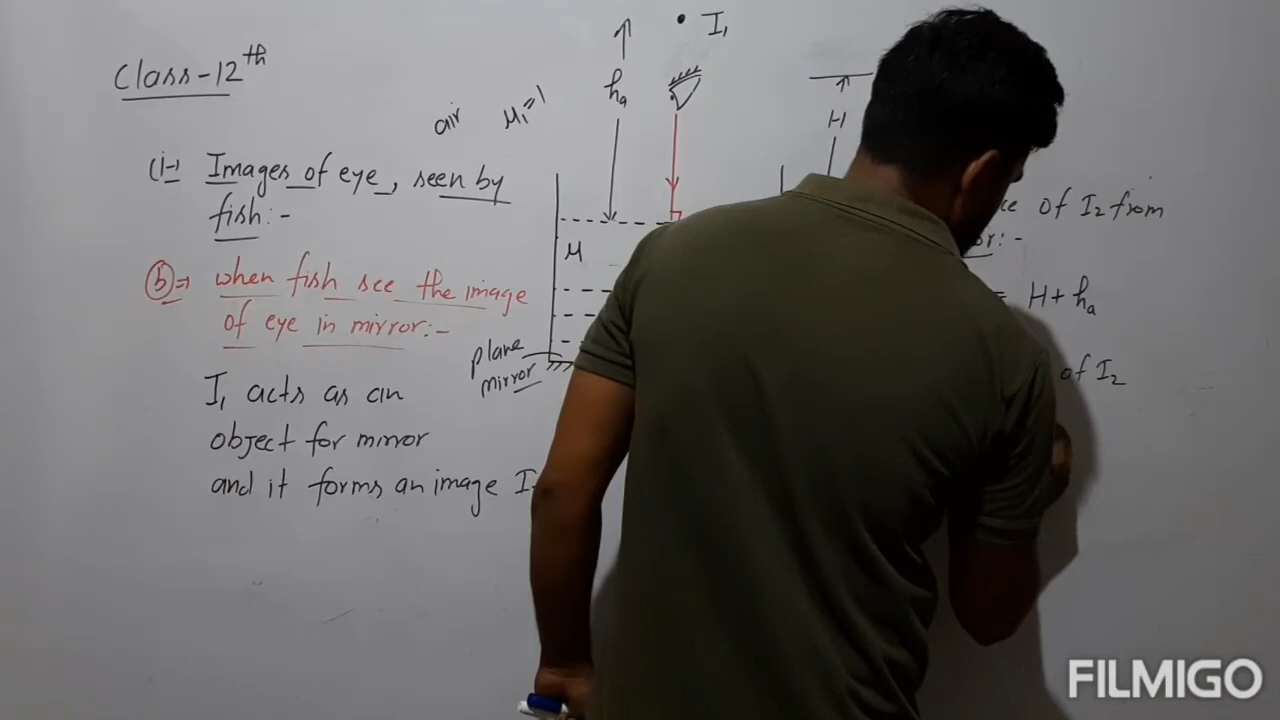 Class-12th
(i-) Images of eye, seen by
fish:-
(b)⇒ when fish see the image
of eye in mirror:-
I₁ acts as an
object for mirror
and it forms an image I
air μ₁=1
hₐ
I₁
μ
plane
mirror
H
of I₂ from
= H + hₐ
of I₂
FILMIGO